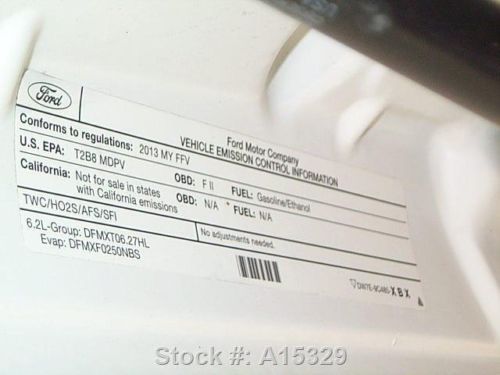 Ford
Ford Motor Company
VEHICLE EMISSION CONTROL INFORMATION
Conforms to regulations: 2013 MY FFV
U.S. EPA: T2B8 MDPV OBD: F II FUEL: Gasoline/Ethanol
California: Not for sale in states with California emissions OBD: N/A * FUEL: N/A
TWC/HO2S/AFS/SFI
No adjustments needed.
6.2L-Group: DFMXT06.27HL
Evap: DFMXF0250NBS
DW7E-9C485-XBX
Stock #: A15329